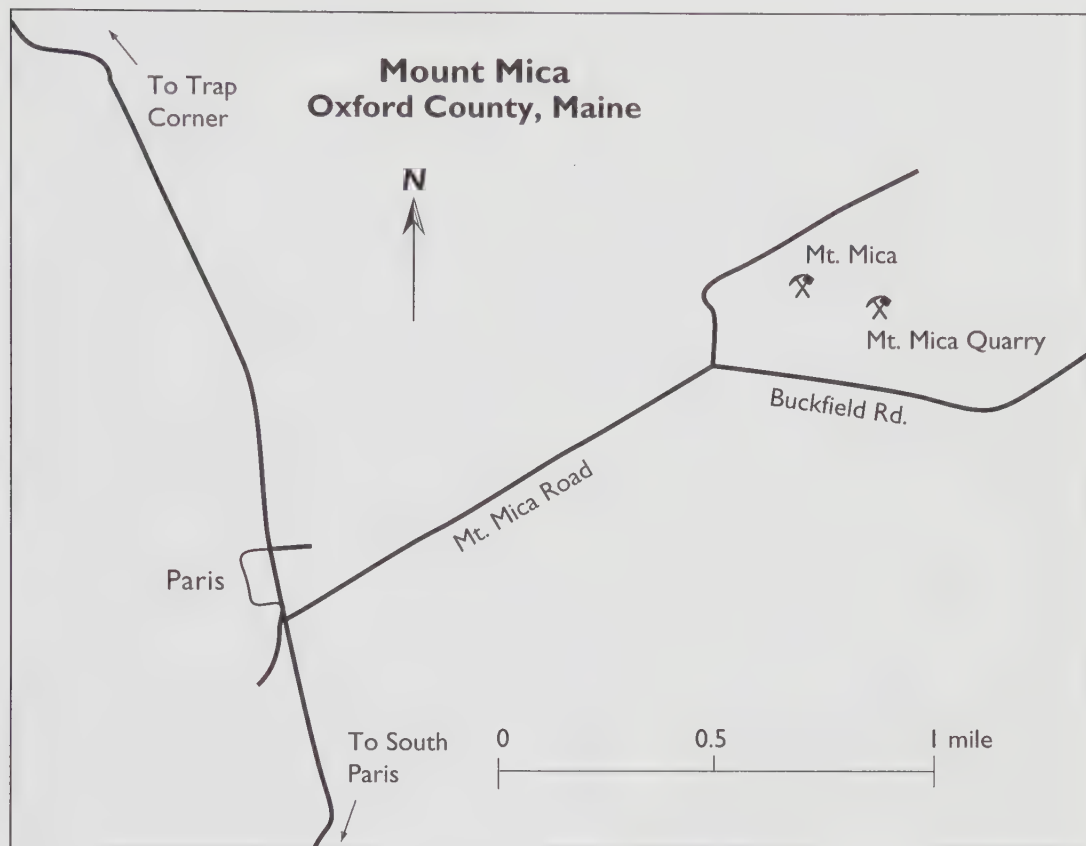 Mount Mica
Oxford County, Maine
To Trap
Corner
N
Mt. Mica
Mt. Mica Quarry
Buckfield Rd.
Mt. Mica Road
Paris
To South
Paris
0 0.5 1 mile